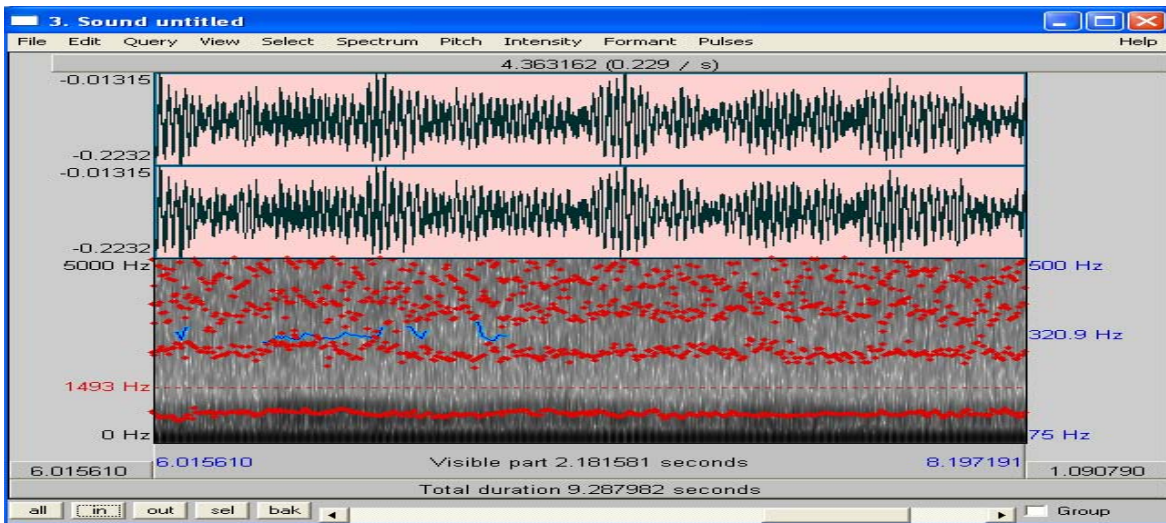 3. Sound untitled
File Edit Query View Select Spectrum Pitch Intensity Formant Pulses Help
4.363162 (0.229 / s)
-0.01315
-0.2232
-0.01315
-0.2232
5000 Hz 500 Hz
320.9 Hz
1493 Hz
0 Hz 75 Hz
6.015610 6.015610 Visible part 2.181581 seconds 8.197191 1.090790
Total duration 9.287982 seconds
all in out sel bak Group